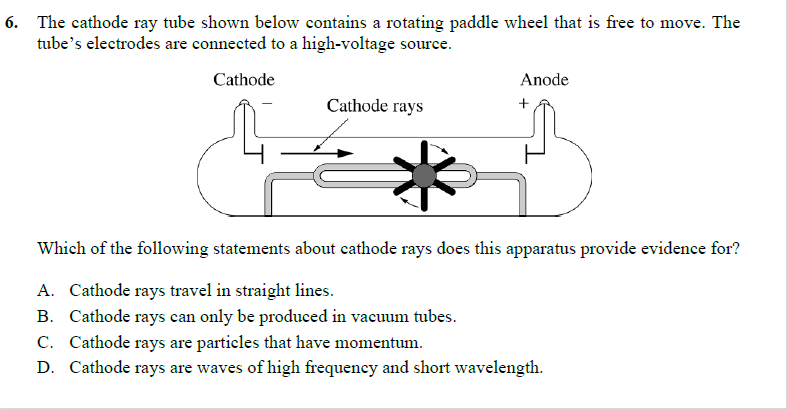 6. The cathode ray tube shown below contains a rotating paddle wheel that is free to move. The
tube's electrodes are connected to a high-voltage source.
Cathode
Anode
−
Cathode rays
+
Which of the following statements about cathode rays does this apparatus provide evidence for?
A. Cathode rays travel in straight lines.
B. Cathode rays can only be produced in vacuum tubes.
C. Cathode rays are particles that have momentum.
D. Cathode rays are waves of high frequency and short wavelength.